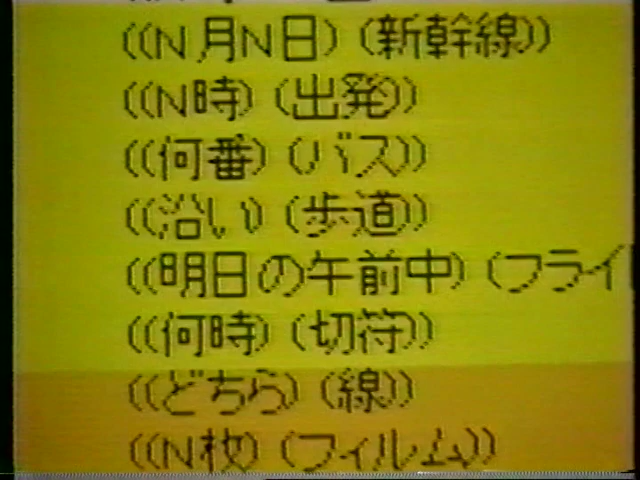 ((N月N日) (新幹線))
((N時) (出発))
((何番) (バス))
((沿い) (歩道))
((明日の午前中) (フライ
((何時) (切符))
((どちら) (線))
((N枚) (フィルム))